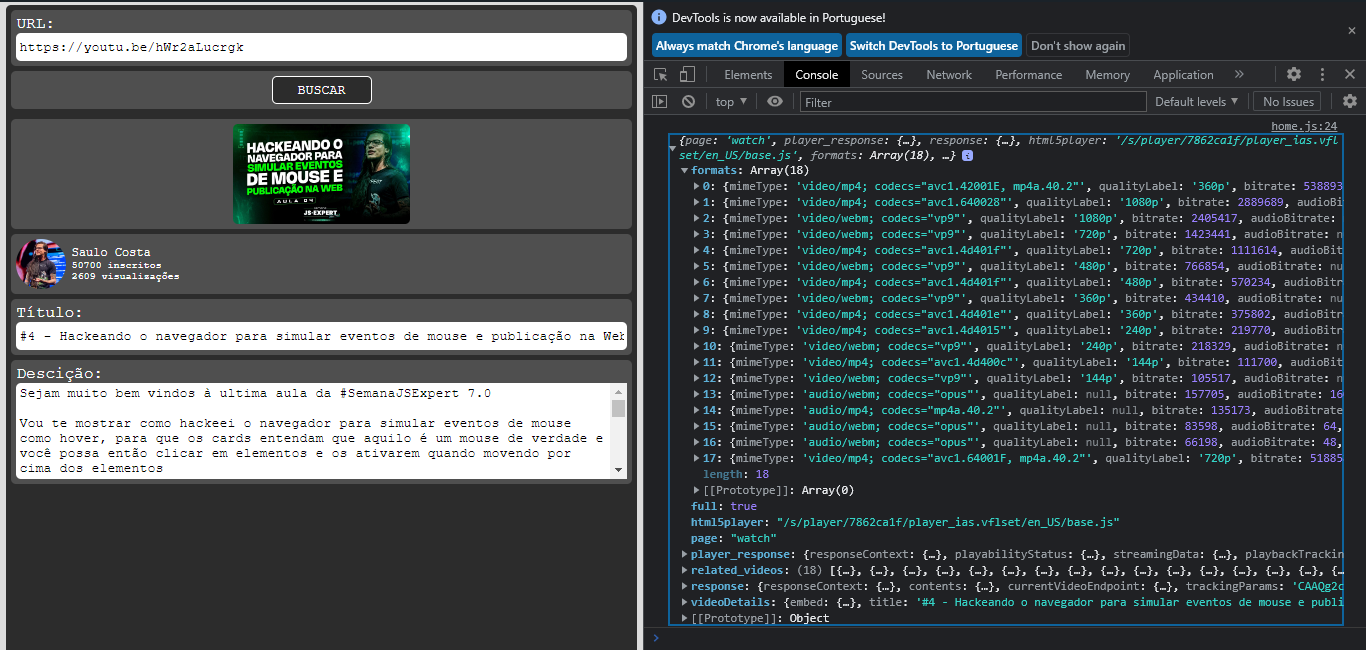 URL:
https://youtu.be/hWr2aLucrgk
BUSCAR
HACKEANDO O
NAVEGADOR PARA
SIMULAR EVENTOS
DE MOUSE E
PUBLICAÇÃO NA WEB
AULA 04
JS·EXPERT
Saulo Costa
50700 inscritos
2609 visualizações
Título:
#4 - Hackeando o navegador para simular eventos de mouse e publicação na Web
Descição:
Sejam muito bem vindos à ultima aula da #SemanaJSExpert 7.0
Vou te mostrar como hackeei o navegador para simular eventos de mouse
como hover, para que os cards entendam que aquilo é um mouse de verdade e
você possa então clicar em elementos e os ativarem quando movendo por
cima dos elementos
DevTools is now available in Portuguese!
Always match Chrome's language Switch DevTools to Portuguese Don't show again
Elements Console Sources Network Performance Memory Application »
top ▼ Filter Default levels ▼ No Issues
home.js:24
{page: 'watch', player_response: {…}, response: {…}, html5player: '/s/player/7862ca1f/player_ias.vfl
set/en_US/base.js', formats: Array(18), …}
formats: Array(18)
0: {mimeType: 'video/mp4; codecs="avc1.42001E, mp4a.40.2"', qualityLabel: '360p', bitrate: 538893
1: {mimeType: 'video/mp4; codecs="avc1.640028"', qualityLabel: '1080p', bitrate: 2889689, audioBi
2: {mimeType: 'video/webm; codecs="vp9"', qualityLabel: '1080p', bitrate: 2405417, audioBitrate:
3: {mimeType: 'video/webm; codecs="vp9"', qualityLabel: '720p', bitrate: 1423441, audioBitrate: n
4: {mimeType: 'video/mp4; codecs="avc1.4d401f"', qualityLabel: '720p', bitrate: 1111614, audioBit
5: {mimeType: 'video/webm; codecs="vp9"', qualityLabel: '480p', bitrate: 766854, audioBitrate: nu
6: {mimeType: 'video/mp4; codecs="avc1.4d401f"', qualityLabel: '480p', bitrate: 570234, audioBitr
7: {mimeType: 'video/webm; codecs="vp9"', qualityLabel: '360p', bitrate: 434410, audioBitrate: nu
8: {mimeType: 'video/mp4; codecs="avc1.4d401e"', qualityLabel: '360p', bitrate: 375802, audioBitr
9: {mimeType: 'video/mp4; codecs="avc1.4d4015"', qualityLabel: '240p', bitrate: 219770, audioBitr
10: {mimeType: 'video/webm; codecs="vp9"', qualityLabel: '240p', bitrate: 218329, audioBitrate: n
11: {mimeType: 'video/mp4; codecs="avc1.4d400c"', qualityLabel: '144p', bitrate: 111700, audioBit
12: {mimeType: 'video/webm; codecs="vp9"', qualityLabel: '144p', bitrate: 105517, audioBitrate: n
13: {mimeType: 'audio/webm; codecs="opus"', qualityLabel: null, bitrate: 157705, audioBitrate: 16
14: {mimeType: 'audio/mp4; codecs="mp4a.40.2"', qualityLabel: null, bitrate: 135173, audioBitrate
15: {mimeType: 'audio/webm; codecs="opus"', qualityLabel: null, bitrate: 83598, audioBitrate: 64,
16: {mimeType: 'audio/webm; codecs="opus"', qualityLabel: null, bitrate: 66198, audioBitrate: 48,
17: {mimeType: 'video/mp4; codecs="avc1.64001F, mp4a.40.2"', qualityLabel: '720p', bitrate: 51885
length: 18
[[Prototype]]: Array(0)
full: true
html5player: "/s/player/7862ca1f/player_ias.vflset/en_US/base.js"
page: "watch"
player_response: {responseContext: {…}, playabilityStatus: {…}, streamingData: {…}, playbackTrackin
related_videos: (18) [{…}, {…}, {…}, {…}, {…}, {…}, {…}, {…}, {…}, {…}, {…}, {…}, {…}, {…}, {…}, {…
response: {responseContext: {…}, contents: {…}, currentVideoEndpoint: {…}, trackingParams: 'CAAQg2c
videoDetails: {embed: {…}, title: '#4 - Hackeando o navegador para simular eventos de mouse e publi
[[Prototype]]: Object